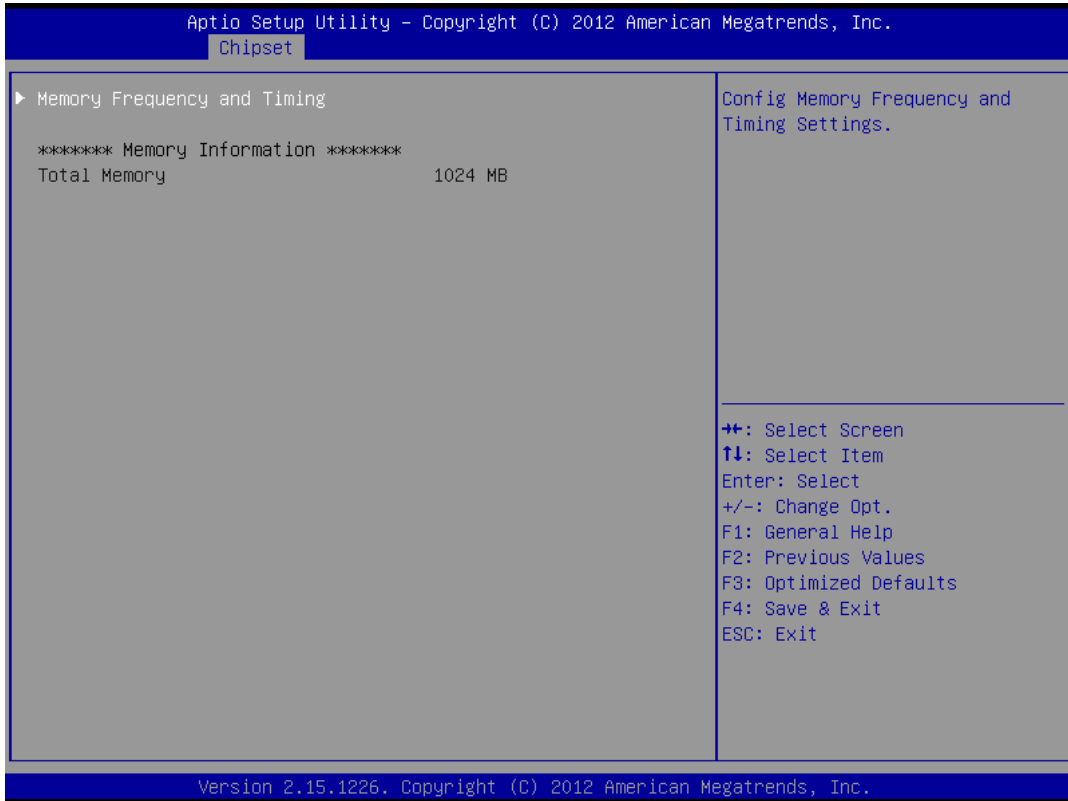 Aptio Setup Utility – Copyright (C) 2012 American Megatrends, Inc.
Chipset
▶ Memory Frequency and Timing
******* Memory Information *******
Total Memory 1024 MB
Config Memory Frequency and
Timing Settings.
→←: Select Screen
↑↓: Select Item
Enter: Select
+/-: Change Opt.
F1: General Help
F2: Previous Values
F3: Optimized Defaults
F4: Save & Exit
ESC: Exit
Version 2.15.1226. Copyright (C) 2012 American Megatrends, Inc.